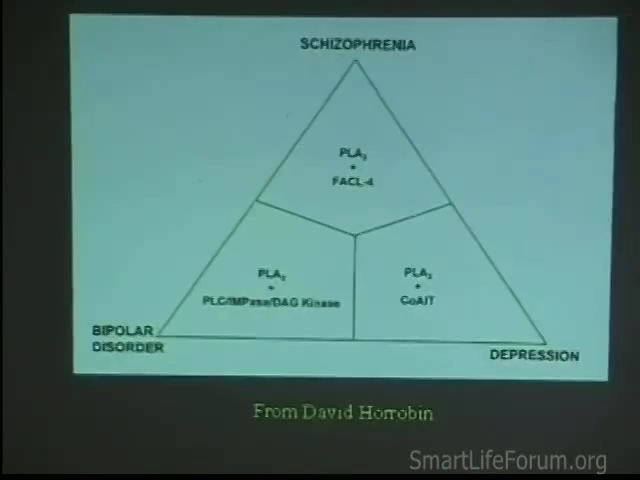 SCHIZOPHRENIA
PLA₂
+
FACL-4
PLA₂
+
PLC/IMPase/DAG Kinase
PLA₂
+
CoAIT
BIPOLAR
DISORDER
DEPRESSION
From David Horrobin
SmartLifeForum.org